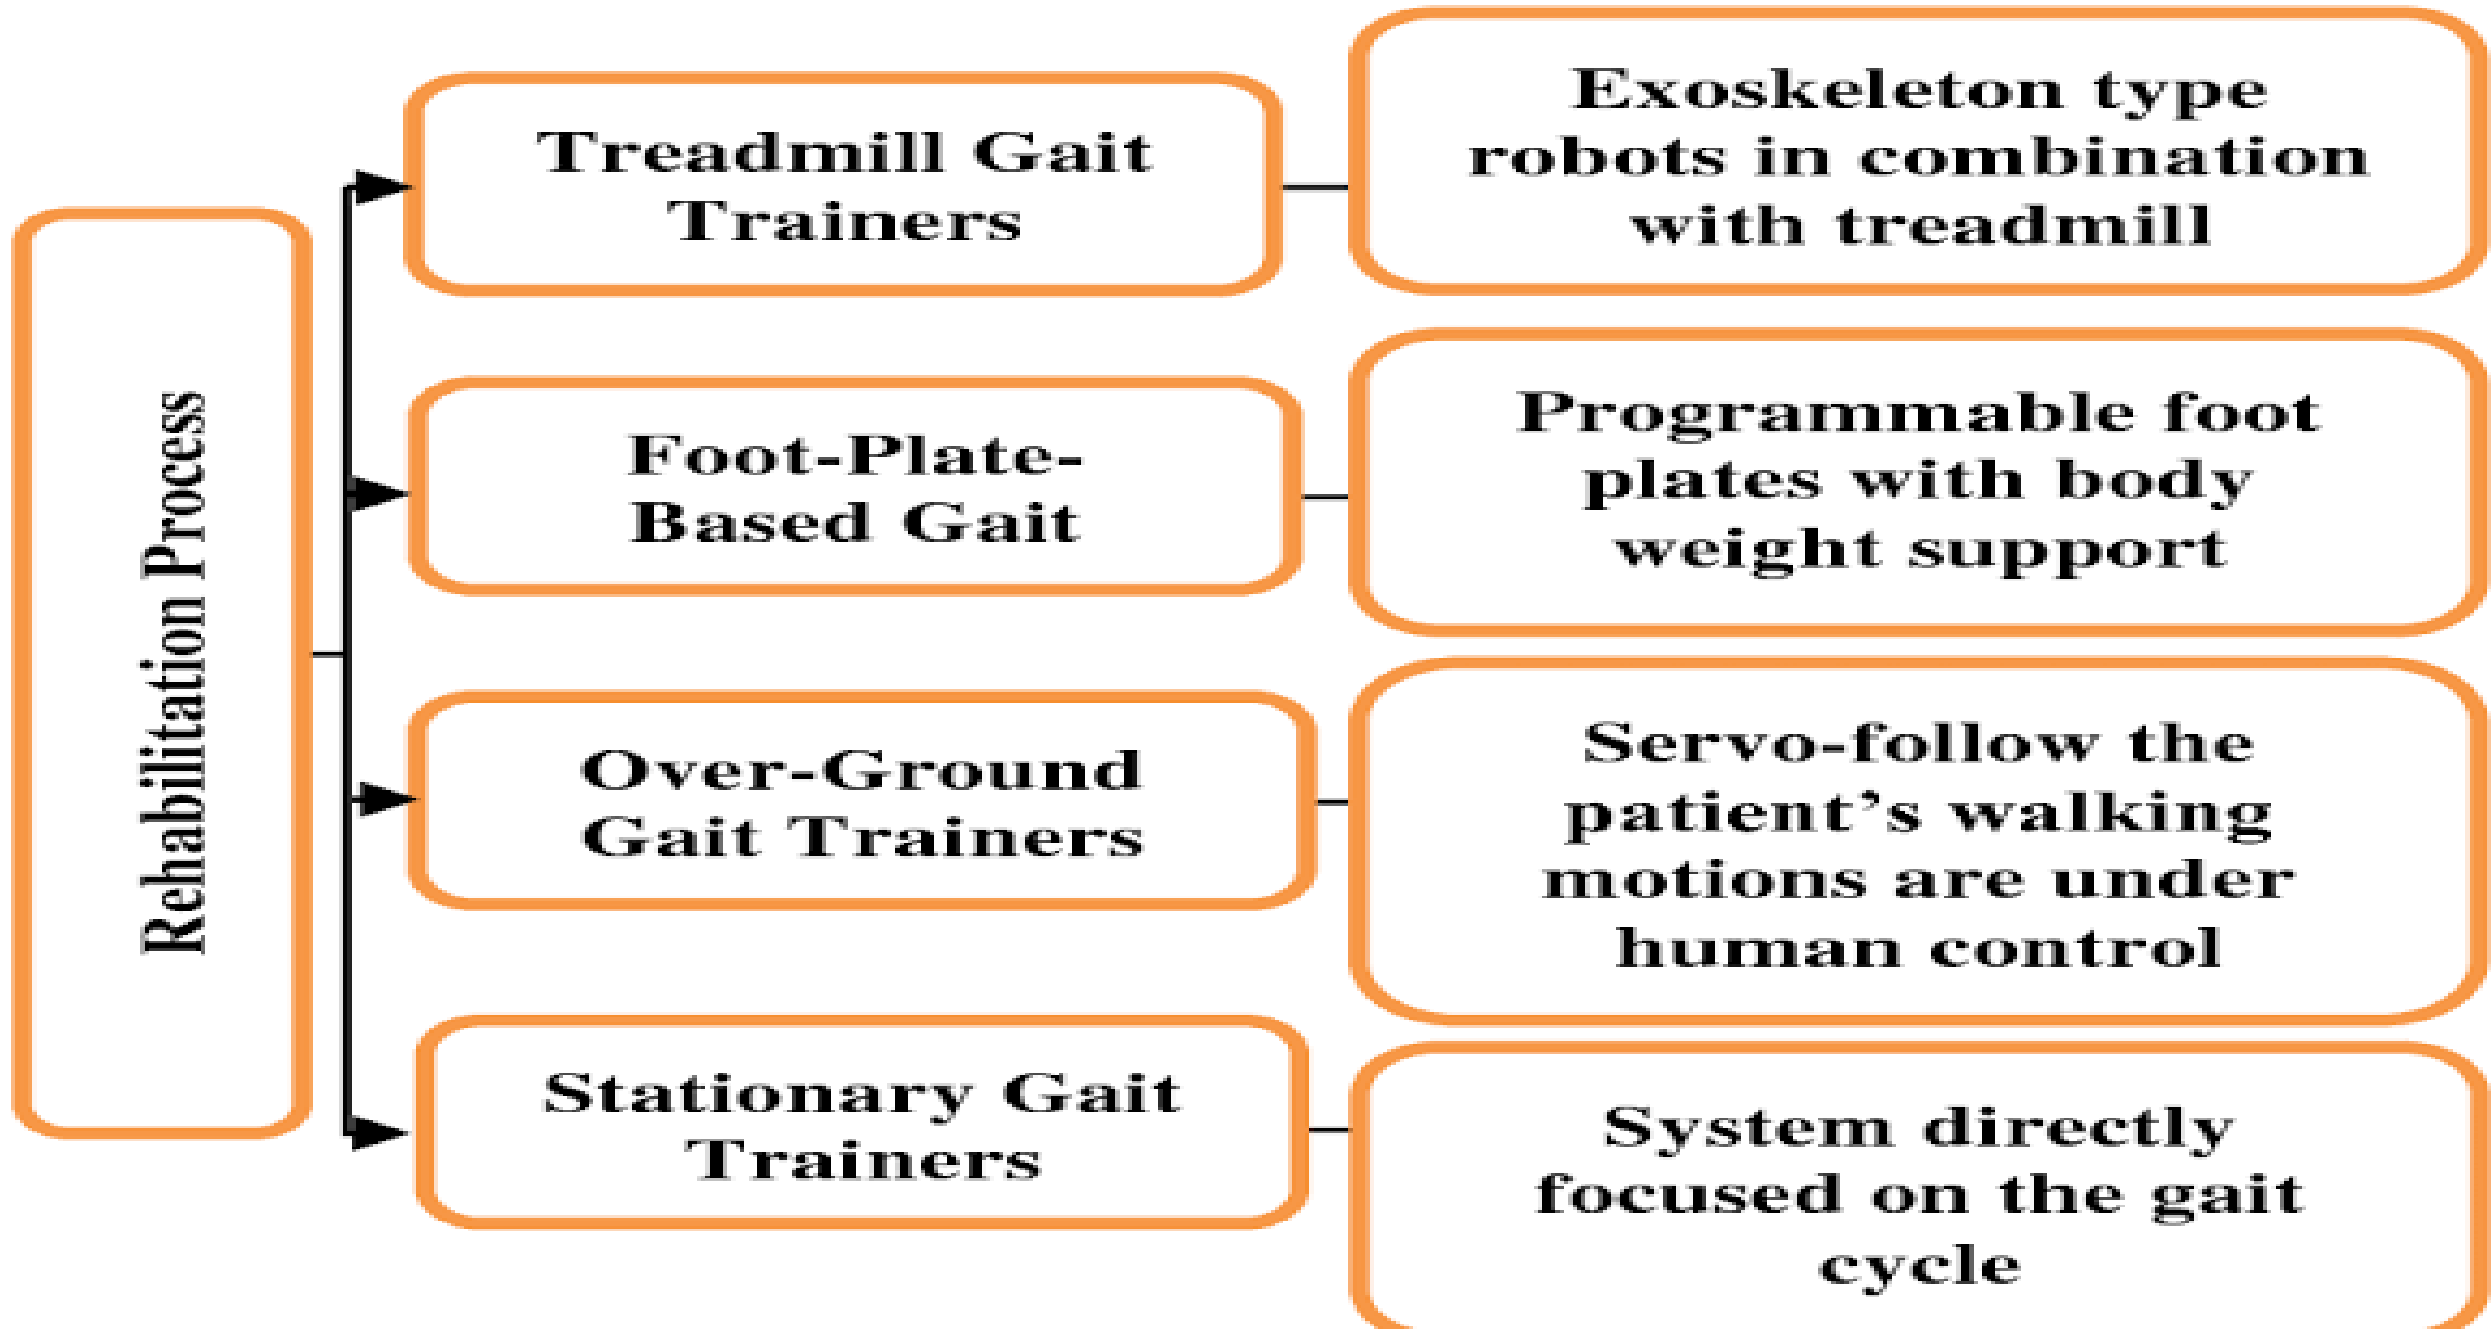 Rehabilitation Process
Treadmill Gait
Trainers
Exoskeleton type
robots in combination
with treadmill
Foot-Plate-
Based Gait
Programmable foot
plates with body
weight support
Over-Ground
Gait Trainers
Servo-follow the
patient’s walking
motions are under
human control
Stationary Gait
Trainers
System directly
focused on the gait
cycle